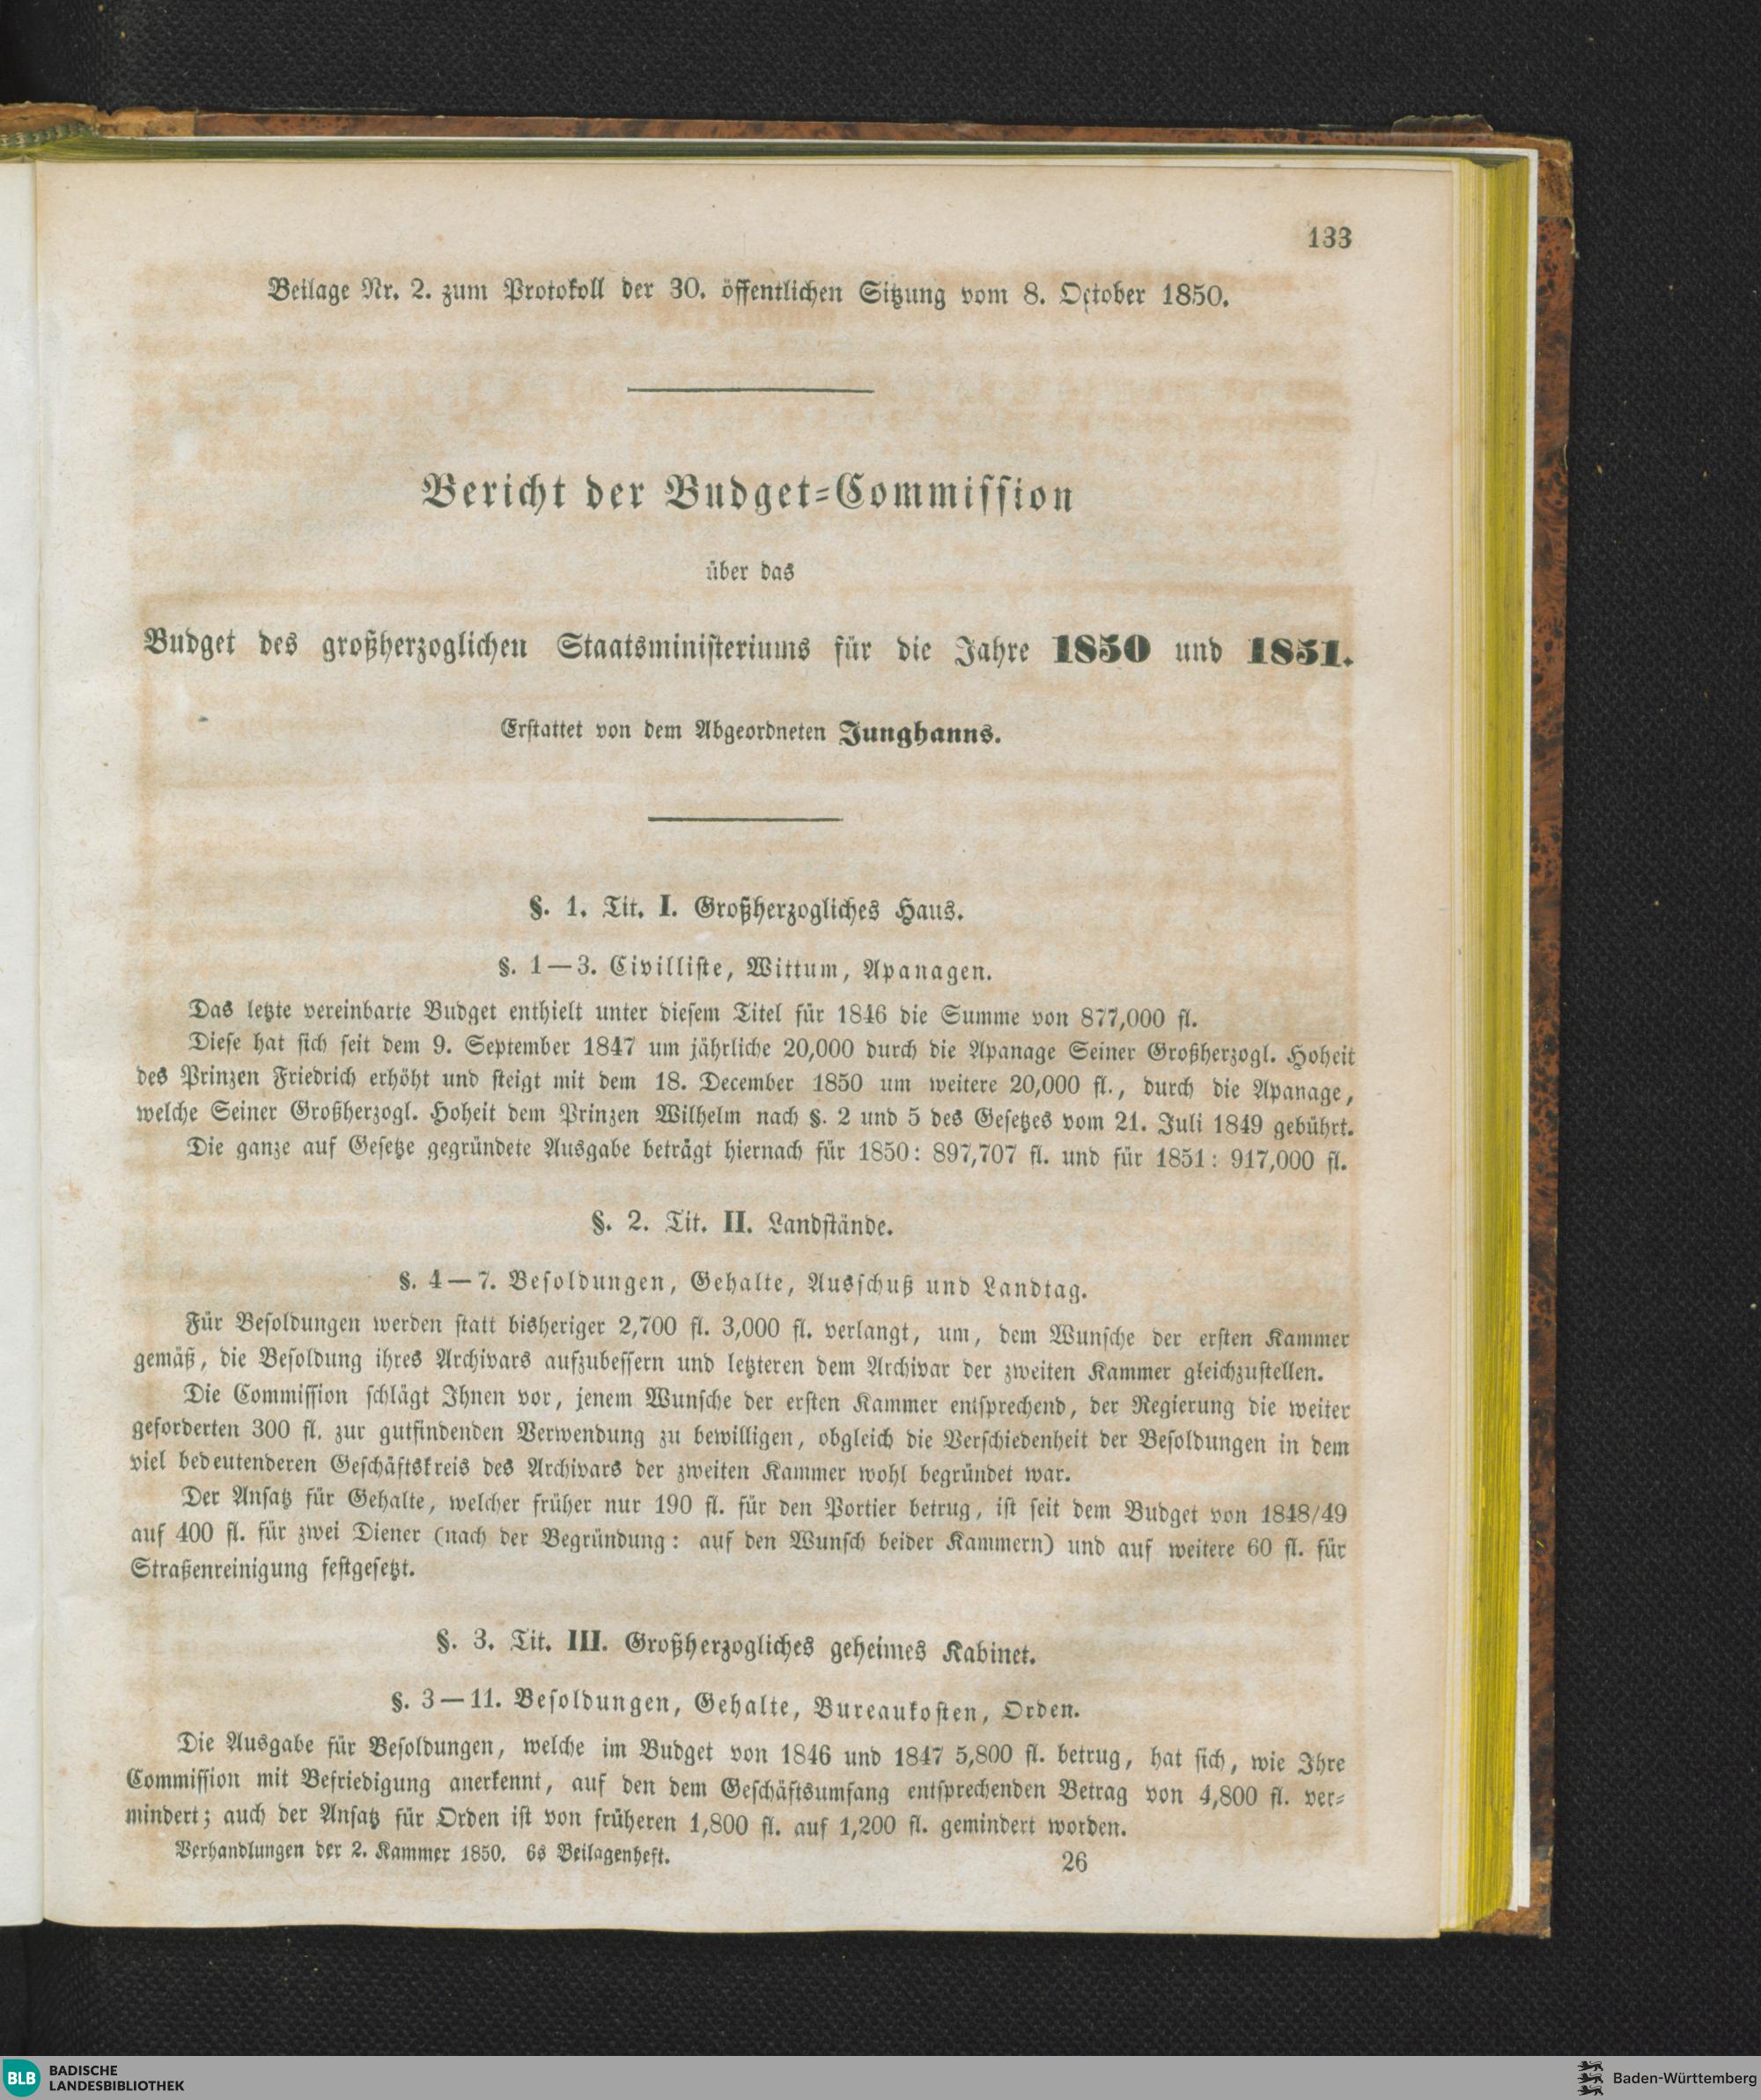 133
Beilage Nr. 2. zum Protokoll der 30. öffentlichen Sitzung vom 8. October 1850.
Bericht der Budget-Commission
über das
Budget des großherzoglichen Staatsministeriums für die Jahre 1850 und 1851.
Erstattet von dem Abgeordneten Junghanns.
§. 1. Tit. I. Großherzogliches Haus.
§. 1—3. Civilliste, Wittum, Apanagen.
Das letzte vereinbarte Budget enthielt unter diesem Titel für 1846 die Summe von 877,000 fl.
Diese hat sich seit dem 9. September 1847 um jährliche 20,000 durch die Apanage Seiner Großherzogl. Hoheit
des Prinzen Friedrich erhöht und steigt mit dem 18. December 1850 um weitere 20,000 fl., durch die Apanage,
welche Seiner Großherzogl. Hoheit dem Prinzen Wilhelm nach §. 2 und 5 des Gesetzes vom 21. Juli 1849 gebührt.
Die ganze auf Gesetze gegründete Ausgabe beträgt hiernach für 1850: 897,707 fl. und für 1851: 917,000 fl.
§. 2. Tit. II. Landstände.
§. 4—7. Besoldungen, Gehalte, Ausschuß und Landtag.
Für Besoldungen werden statt bisheriger 2,700 fl. 3,000 fl. verlangt, um, dem Wunsche der ersten Kammer
gemäß, die Besoldung ihres Archivars aufzubessern und letzteren dem Archivar der zweiten Kammer gleichzustellen.
Die Commission schlägt Ihnen vor, jenem Wunsche der ersten Kammer entsprechend, der Regierung die weiter
geforderten 300 fl. zur gutfindenden Verwendung zu bewilligen, obgleich die Verschiedenheit der Besoldungen in dem
viel bedeutenderen Geschäftskreis des Archivars der zweiten Kammer wohl begründet war.
Der Ansatz für Gehalte, welcher früher nur 190 fl. für den Portier betrug, ist seit dem Budget von 1848/49
auf 400 fl. für zwei Diener (nach der Begründung: auf den Wunsch beider Kammern) und auf weitere 60 fl. für
Straßenreinigung festgesetzt.
§. 3. Tit. III. Großherzogliches geheimes Kabinet.
§. 3—11. Besoldungen, Gehalte, Bureaukosten, Orden.
Die Ausgabe für Besoldungen, welche im Budget von 1846 und 1847 5,800 fl. betrug, hat sich, wie Ihre
Commission mit Befriedigung anerkennt, auf den dem Geschäftsumfang entsprechenden Betrag von 4,800 fl. ver-
mindert; auch der Ansatz für Orden ist von früheren 1,800 fl. auf 1,200 fl. gemindert worden.
Verhandlungen der 2. Kammer 1850. 6s Beilagenheft. 26
BLB BADISCHE
LANDESBIBLIOTHEK
Baden-Württemberg